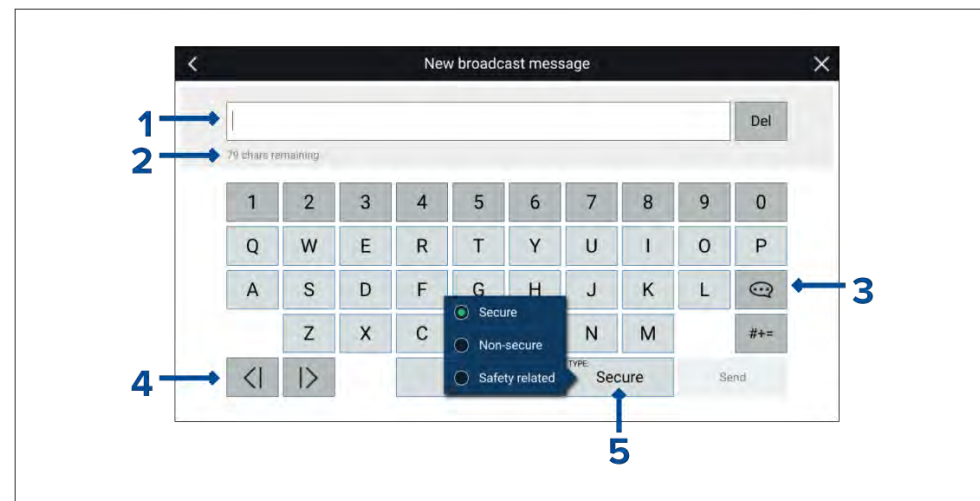 New broadcast message
1
Del
2
79 chars remaining
1 2 3 4 5 6 7 8 9 0
Q W E R T Y U I O P
A S D F G H J K L
3
Secure
Z X C N M #+=
Non-secure
4
Safety related
TYPE:
Secure
Send
5